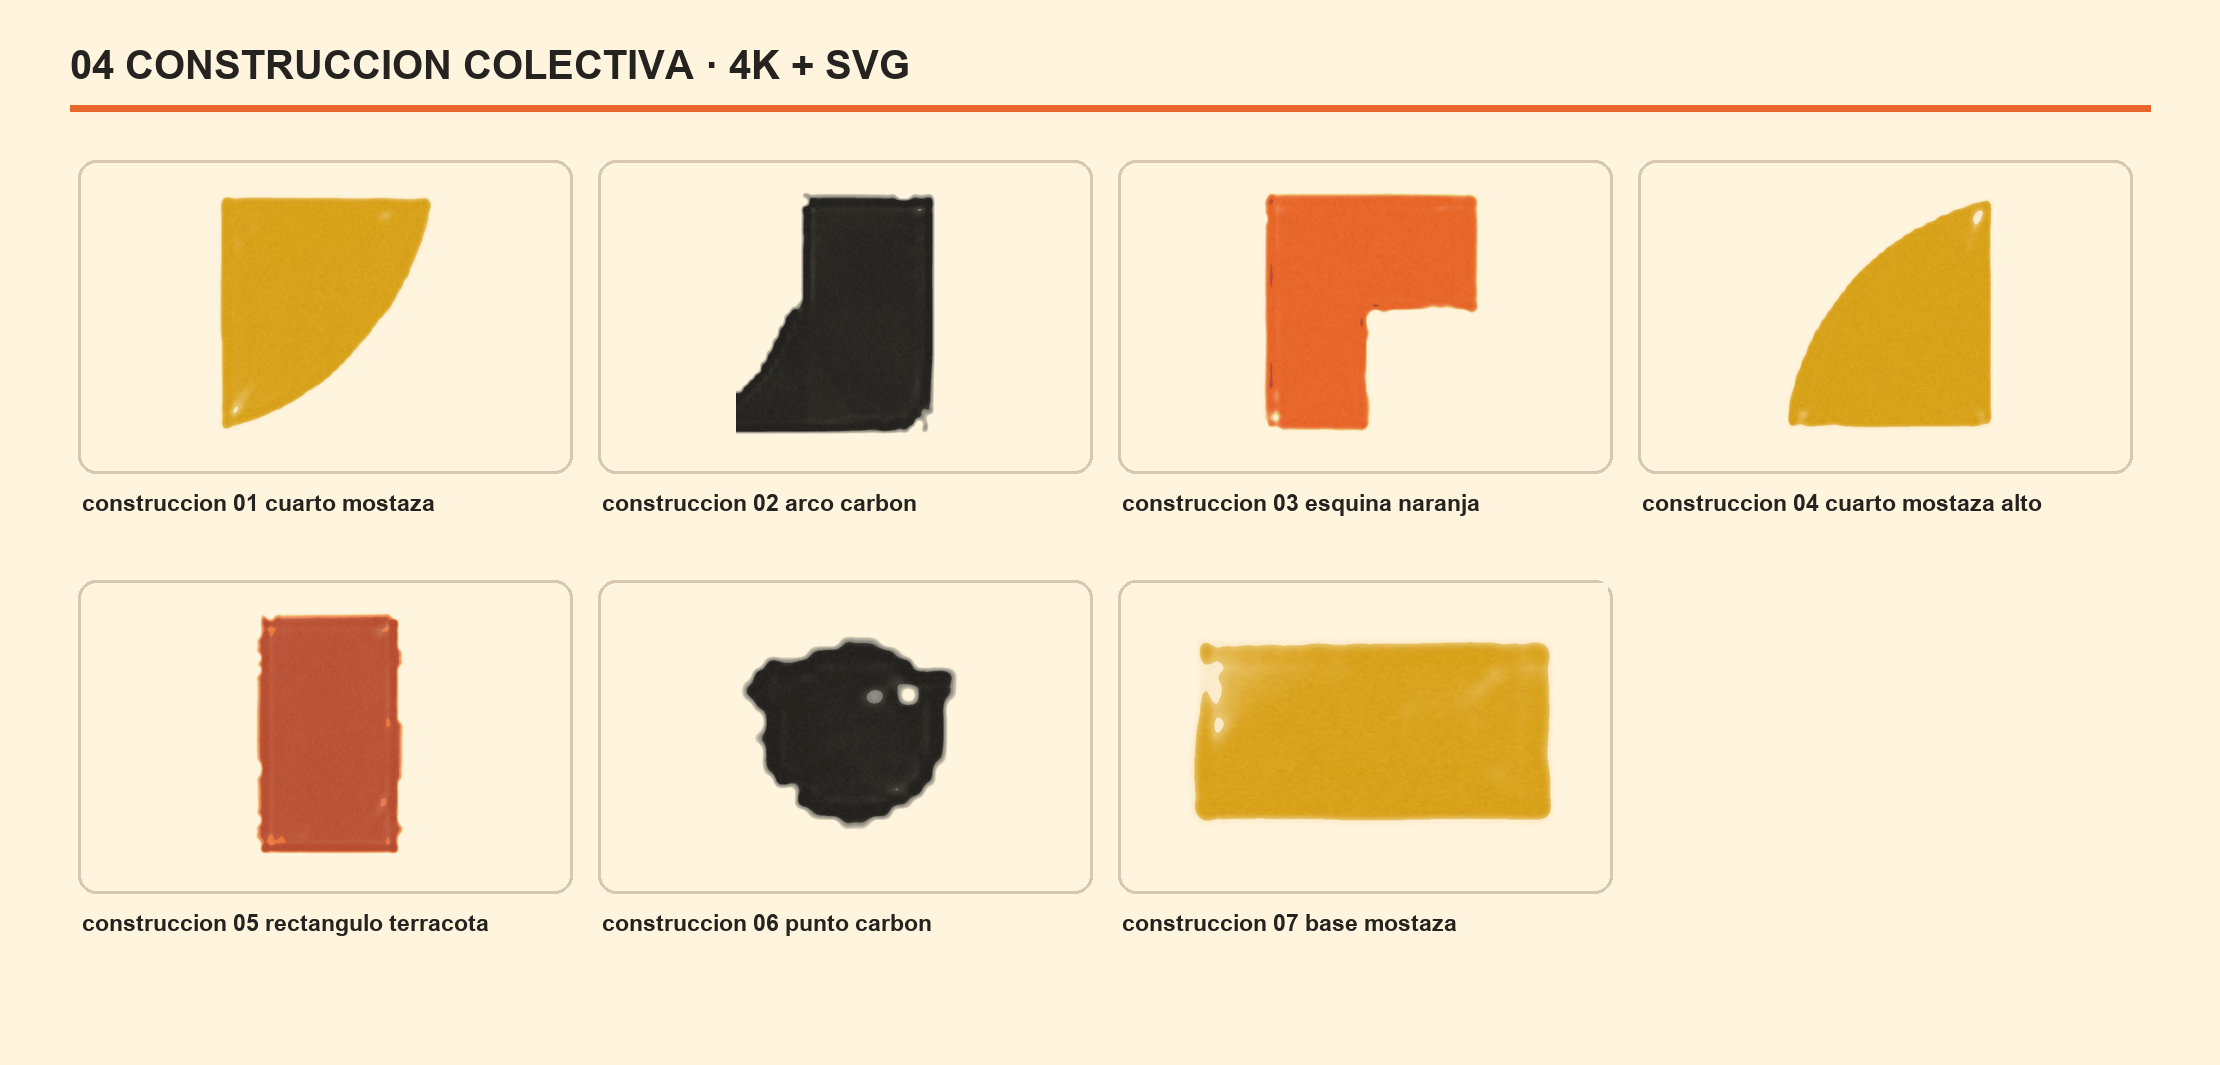 04 CONSTRUCCION COLECTIVA · 4K + SVG
construccion 01 cuarto mostaza
construccion 02 arco carbon
construccion 03 esquina naranja
construccion 04 cuarto mostaza alto
construccion 05 rectangulo terracota
construccion 06 punto carbon
construccion 07 base mostaza